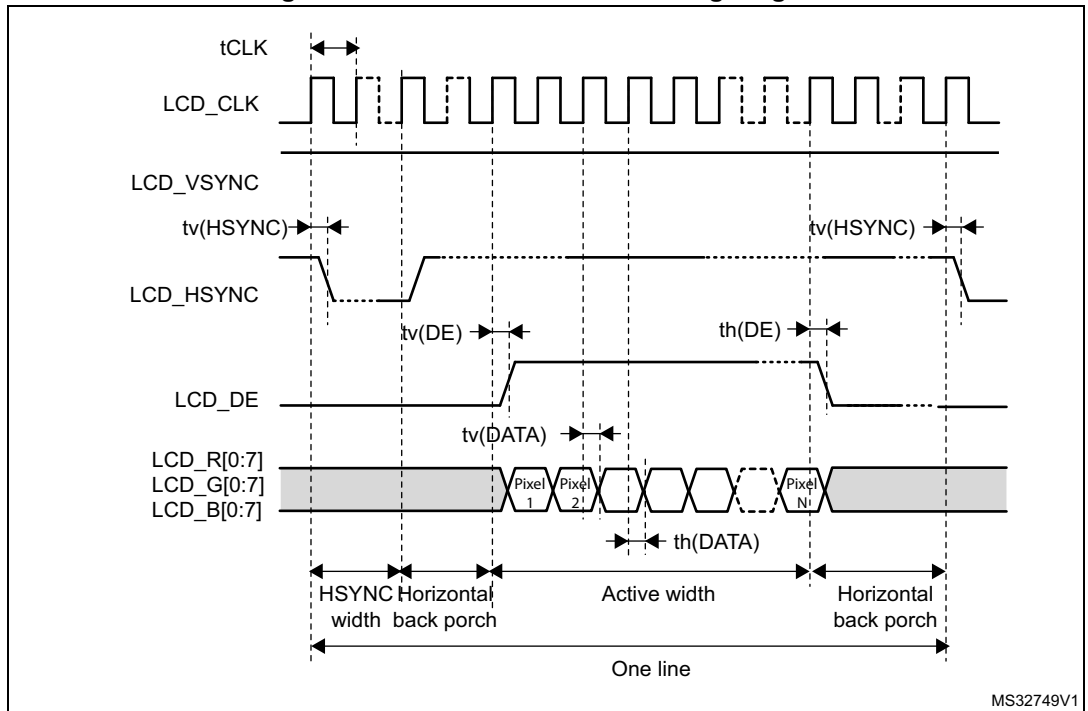 tCLK
LCD_CLK
LCD_VSYNC
tv(HSYNC)
tv(HSYNC)
LCD_HSYNC
tv(DE)
th(DE)
LCD_DE
tv(DATA)
LCD_R[0:7]
LCD_G[0:7]
LCD_B[0:7]
Pixel
1
Pixel
2
Pixel
N
th(DATA)
HSYNC
width
Horizontal
back porch
Active width
Horizontal
back porch
One line
MS32749V1